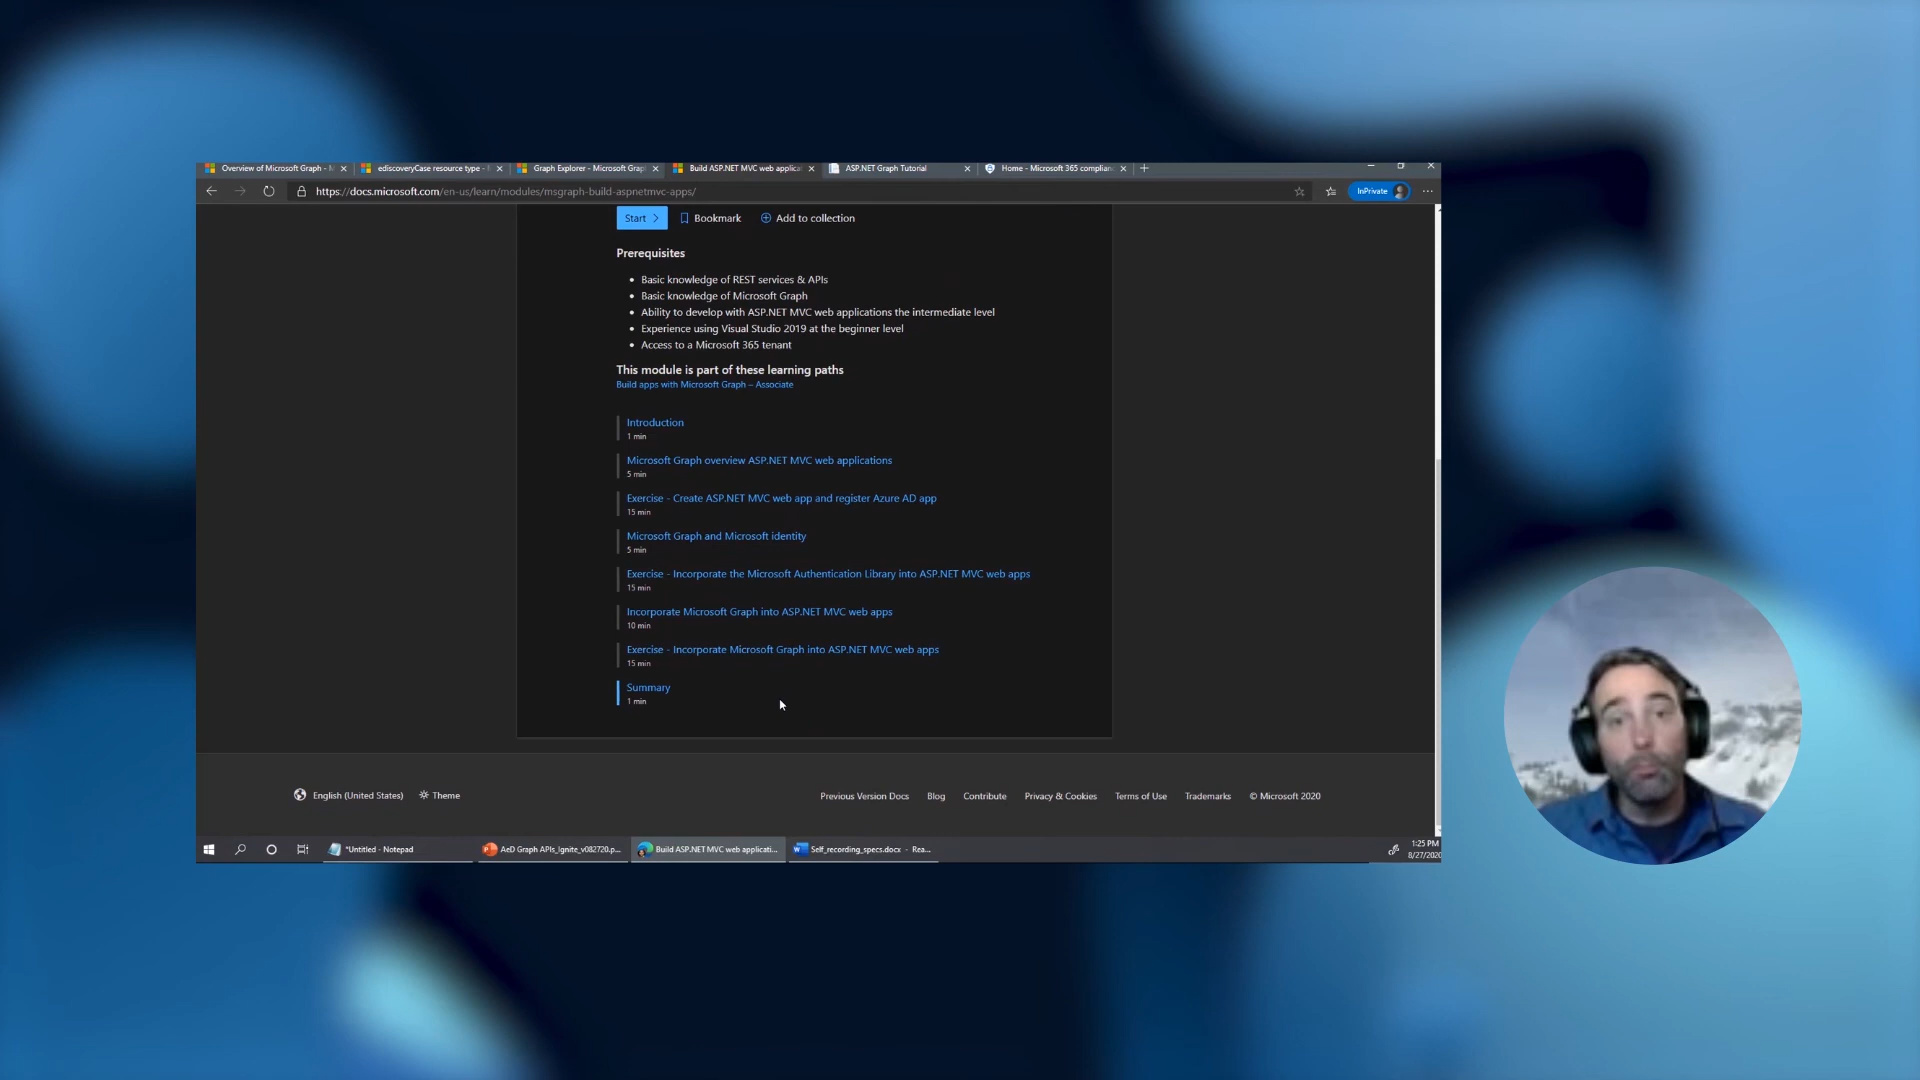 Overview of Microsoft Graph - M
ediscoveryCase resource type -
Graph Explorer - Microsoft Grap
Build ASP.NET MVC web applicat
ASP.NET Graph Tutorial
Home - Microsoft 365 complian
https://docs.microsoft.com/en-us/learn/modules/msgraph-build-aspnetmvc-apps/
InPrivate
Start
Bookmark
Add to collection
Prerequisites
• Basic knowledge of REST services & APIs
• Basic knowledge of Microsoft Graph
• Ability to develop with ASP.NET MVC web applications the intermediate level
• Experience using Visual Studio 2019 at the beginner level
• Access to a Microsoft 365 tenant
This module is part of these learning paths
Build apps with Microsoft Graph – Associate
Introduction
1 min
Microsoft Graph overview ASP.NET MVC web applications
5 min
Exercise - Create ASP.NET MVC web app and register Azure AD app
15 min
Microsoft Graph and Microsoft identity
5 min
Exercise - Incorporate the Microsoft Authentication Library into ASP.NET MVC web apps
15 min
Incorporate Microsoft Graph into ASP.NET MVC web apps
10 min
Exercise - Incorporate Microsoft Graph into ASP.NET MVC web apps
15 min
Summary
1 min
English (United States)
Theme
Previous Version Docs
Blog
Contribute
Privacy & Cookies
Terms of Use
Trademarks
© Microsoft 2020
*Untitled - Notepad
AeD Graph APIs_Ignite_v082720.p...
Build ASP.NET MVC web applicati...
Self_recording_specs.docx - Rea...
1:25 PM
8/27/2020